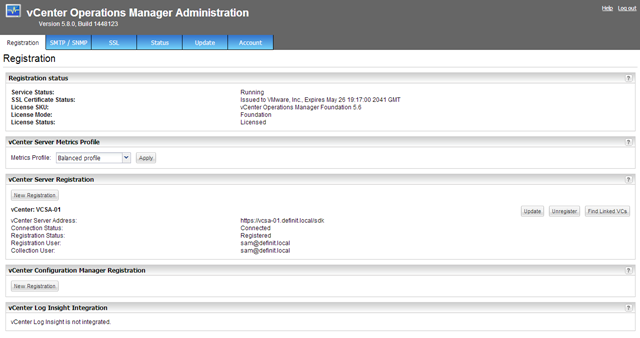 vCenter Operations Manager Administration
Help Log out
Version 5.8.0, Build 1448123
Registration SMTP / SNMP SSL Status Update Account
Registration
Registration status ?
Service Status: Running
SSL Certificate Status: Issued to VMware, Inc., Expires May 26 19:17:00 2041 GMT
License SKU: vCenter Operations Manager Foundation 5.6
License Mode: Foundation
License Status: Licensed
vCenter Server Metrics Profile ?
Metrics Profile: Balanced profile Apply
vCenter Server Registration ?
New Registration
vCenter: VCSA-01 Update Unregister Find Linked VCs
vCenter Server Address: https://vcsa-01.definit.local/sdk
Connection Status: Connected
Registration Status: Registered
Registration User: sam@definit.local
Collection User: sam@definit.local
vCenter Configuration Manager Registration ?
New Registration
vCenter Log Insight Integration ?
vCenter Log Insight is not integrated.